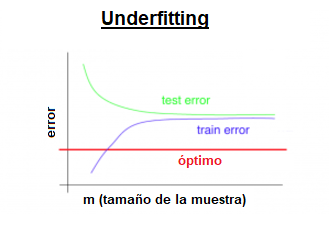 Underfitting
test error
error
train error
óptimo
m (tamaño de la muestra)